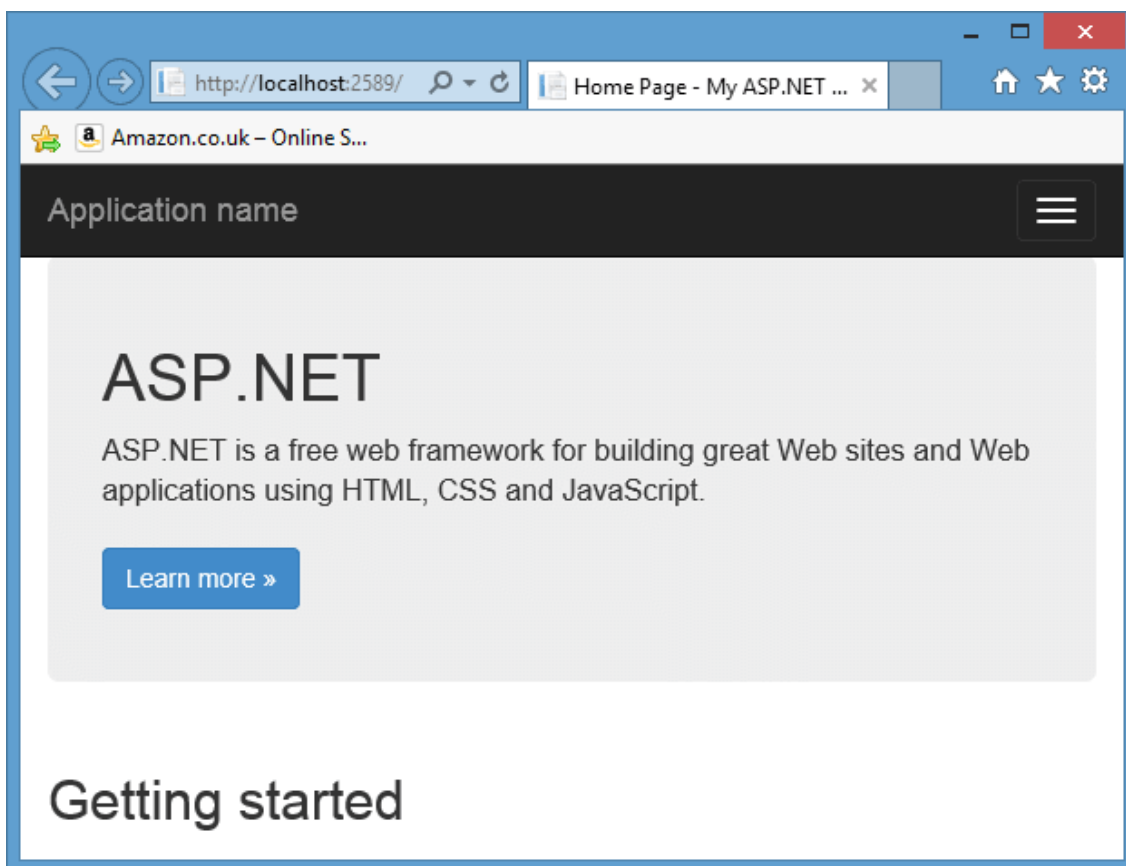 http://localhost:2589/
Home Page - My ASP.NET ...
Amazon.co.uk – Online S...
Application name
ASP.NET
ASP.NET is a free web framework for building great Web sites and Web
applications using HTML, CSS and JavaScript.
Learn more »
Getting started